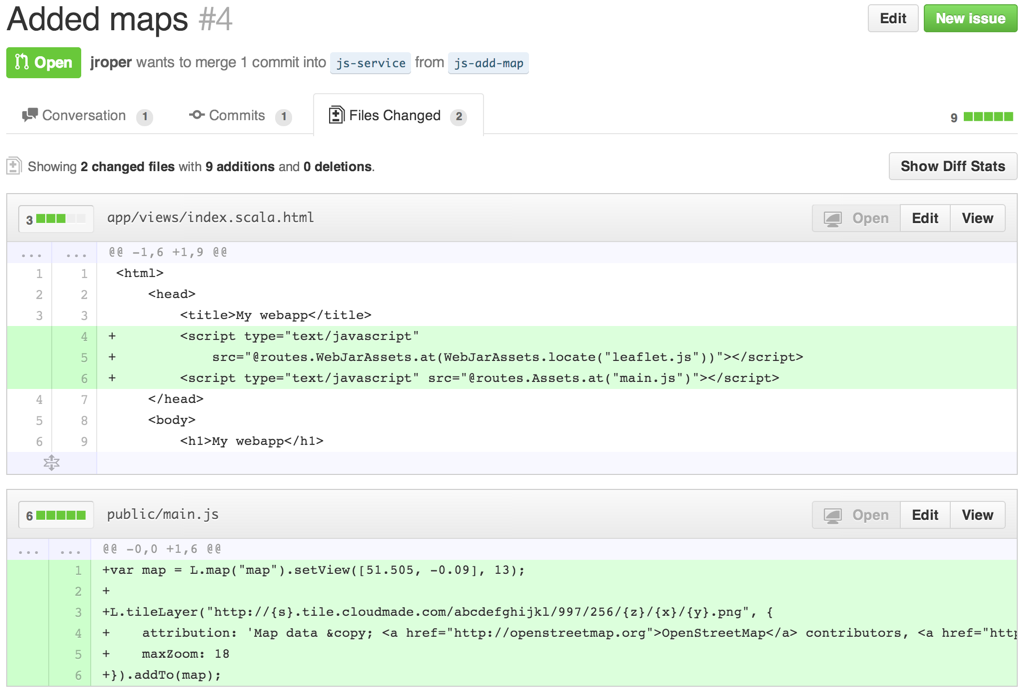 Added maps #4
Edit
New issue
Open jroper wants to merge 1 commit into js-service from js-add-map
Conversation 1
Commits 1
Files Changed 2
9
Showing 2 changed files with 9 additions and 0 deletions.
Show Diff Stats
3 app/views/index.scala.html
Open Edit View
... ... @@ -1,6 +1,9 @@
1 1 <html>
2 2 <head>
3 3 <title>My webapp</title>
4 + <script type="text/javascript"
5 + src="@routes.WebJarAssets.at(WebJarAssets.locate("leaflet.js"))"></script>
6 + <script type="text/javascript" src="@routes.Assets.at("main.js")"></script>
4 7 </head>
5 8 <body>
6 9 <h1>My webapp</h1>
6 public/main.js
Open Edit View
... ... @@ -0,0 +1,6 @@
1 +var map = L.map("map").setView([51.505, -0.09], 13);
2 +
3 +L.tileLayer("http://{s}.tile.cloudmade.com/abcdefghijkl/997/256/{z}/{x}/{y}.png", {
4 + attribution: 'Map data &copy; <a href="http://openstreetmap.org">OpenStreetMap</a> contributors, <a href="http
5 + maxZoom: 18
6 +}).addTo(map);